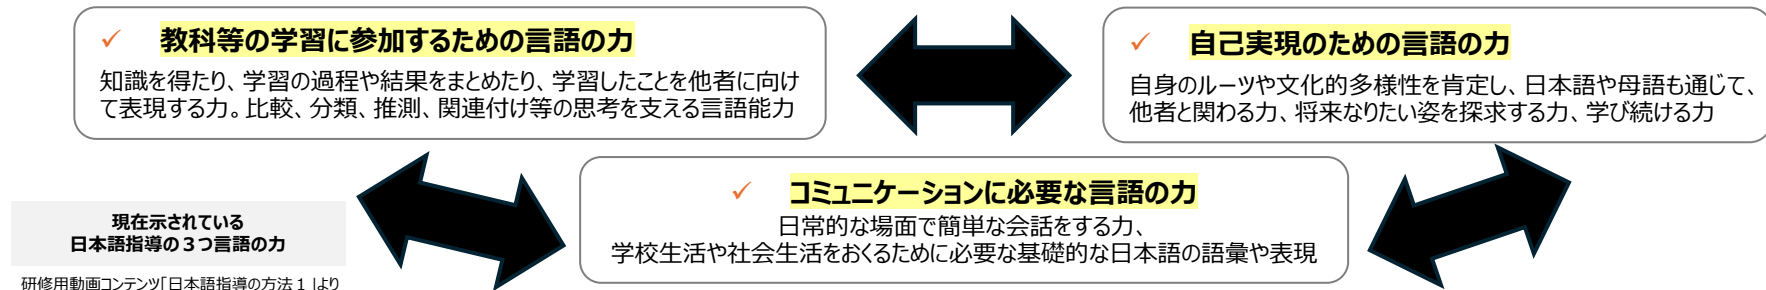 ✓ 教科等の学習に参加するための言語の力
知識を得たり、学習の過程や結果をまとめたり、学習したことを他者に向け
て表現する力。比較、分類、推測、関連付け等の思考を支える言語能力
✓ 自己実現のための言語の力
自身のルーツや文化的多様性を肯定し、日本語や母語も通じて、
他者と関わる力、将来なりたい姿を探求する力、学び続ける力
✓ コミュニケーションに必要な言語の力
日常的な場面で簡単な会話をする力、
学校生活や社会生活をおくるために必要な基礎的な日本語の語彙や表現
現在示されている
日本語指導の３つ言語の力
研修用動画コンテンツ「日本語指導の方法１」より